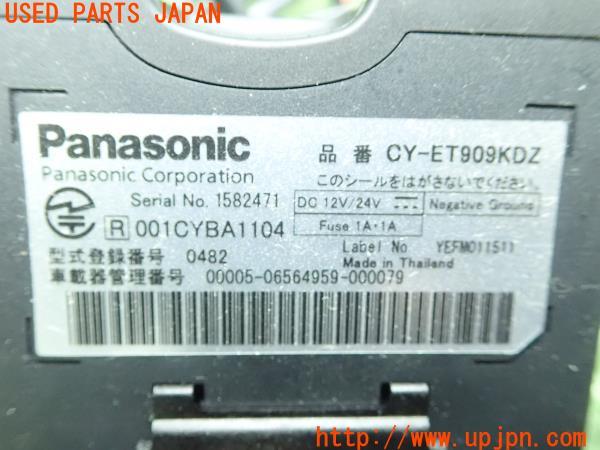 USED PARTS JAPAN
Panasonic
品 番 CY-ET909KDZ
Panasonic Corporation
このシールをはがさないでください。
Serial No. 1582471
DC 12V/24V
Negative Ground
R 001CYBA1104
Fuse 1A・1A
型式登録番号 0482
Label No YEFM011511
Made in Thailand
車載器管理番号 00005-06564959-000079
http://www.upjpn.com/